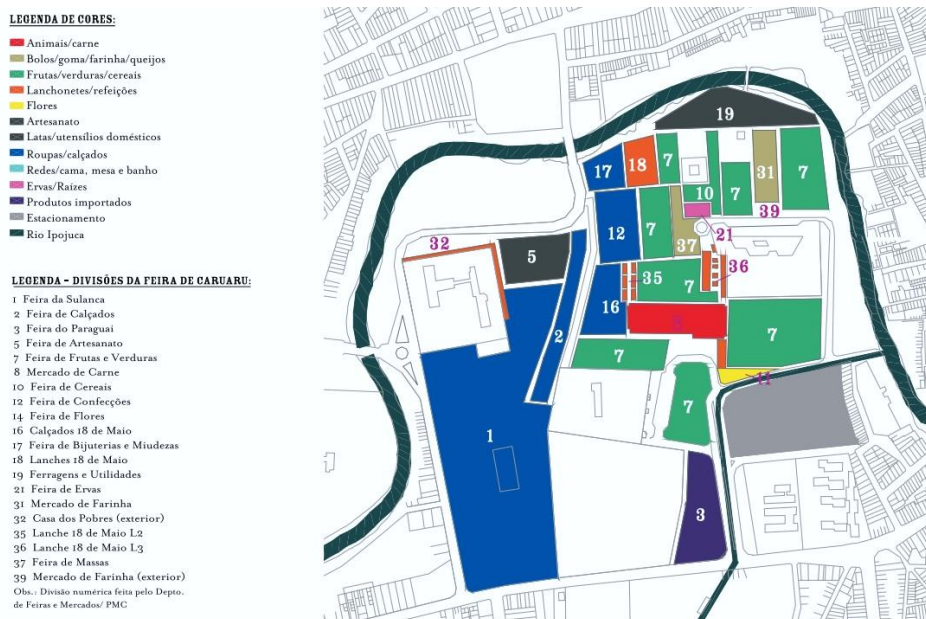 LEGENDA DE CORES:
Animais/carne
Bolos/goma/farinha/queijos
Frutas/verduras/cereais
Lanchonetes/refeições
Flores
Artesanato
Latas/utensílios domésticos
Roupas/calçados
Redes/cama, mesa e banho
Ervas/Raízes
Produtos importados
Estacionamento
Rio Ipojuca
LEGENDA – DIVISÕES DA FEIRA DE CARUARU:
1 Feira da Sulanca
2 Feira de Calçados
3 Feira do Paraguai
5 Feira de Artesanato
7 Feira de Frutas e Verduras
8 Mercado de Carne
10 Feira de Cereais
12 Feira de Confecções
14 Feira de Flores
16 Calçados 18 de Maio
17 Feira de Bijuterias e Miudezas
18 Lanches 18 de Maio
19 Ferragens e Utilidades
21 Feira de Ervas
31 Mercado de Farinha
32 Casa dos Pobres (exterior)
35 Lanche 18 de Maio L2
36 Lanche 18 de Maio L3
37 Feira de Massas
39 Mercado de Farinha (exterior)
Obs.: Divisão numérica feita pelo Depto.
de Feiras e Mercados/ PMC
19
17 18 7 31 7
10 7
39
32 5 12 7 37 21
35 7 36
2 16 8 7
7
11
7
1
3